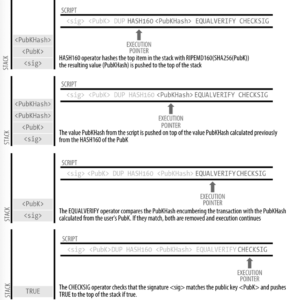 SCRIPT
<sig> <PubK> DUP HASH160 <PubKHash> EQUALVERIFY CHECKSIG
EXECUTION
POINTER
<PubKHash>
<PubK>
<sig>
STACK
HASH160 operator hashes the top item in the stack with RIPEMD160(SHA256(PubK))
the resulting value (PubKHash) is pushed to the top of the stack
SCRIPT
<sig> <PubK> DUP HASH160 <PubKHash> EQUALVERIFY CHECKSIG
EXECUTION
POINTER
<PubKHash>
<PubKHash>
<PubK>
<sig>
STACK
The value PubKHash from the script is pushed on top of the value PubKHash calculated previously
from the HASH160 of the PubK
SCRIPT
<sig> <PubK> DUP HASH160 <PubKHash> EQUALVERIFY CHECKSIG
EXECUTION
POINTER
<PubK>
<sig>
STACK
The EQUALVERIFY operator compares the PubKHash encumbering the transaction with the PubKHash
calculated from the user's PubK. If they match, both are removed and execution continues
SCRIPT
<sig> <PubK> DUP HASH160 <PubKHash> EQUALVERIFY CHECKSIG
EXECUTION
POINTER
TRUE
STACK
The CHECKSIG operator checks that the signature <sig> matches the public key <PubK> and pushes
TRUE to the top of the stack if true.